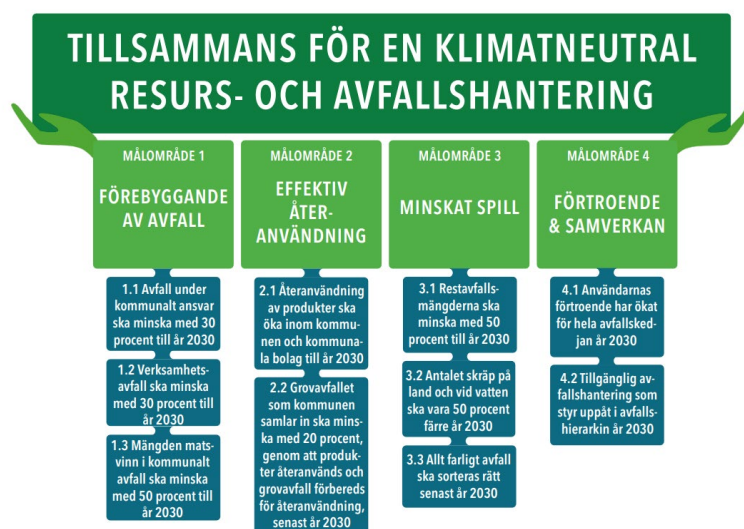 TILLSAMMANS FÖR EN KLIMATNEUTRAL
RESURS- OCH AVFALLSHANTERING
MÅLOMRÅDE 1
FÖREBYGGANDE
AV AVFALL
1.1 Avfall under
kommunalt ansvar
ska minska med 30
procent till år 2030
1.2 Verksamhets-
avfall ska minska
med 30 procent till
år 2030
1.3 Mängden mats-
vinn i kommunalt
avfall ska minska
med 50 procent till
år 2030
MÅLOMRÅDE 2
EFFEKTIV
ÅTER-
ANVÄNDNING
2.1 Återanvändning
av produkter ska
öka inom kommu-
nen och kommuna-
la bolag till år 2030
2.2 Grovavfallet
som kommunen
samlar in ska mins-
ka med 20 procent,
genom att produk-
ter återanvänds och
grovavfall förbereds
för återanvändning,
senast år 2030
MÅLOMRÅDE 3
MINSKAT SPILL
3.1 Restavfalls-
mängderna ska
minska med 50
procent till år 2030
3.2 Antalet skräp på
land och vid vatten
ska vara 50 procent
färre år 2030
3.3 Allt farligt avfall
ska sorteras rätt
senast år 2030
MÅLOMRÅDE 4
FÖRTROENDE
& SAMVERKAN
4.1 Användarnas
förtroende har ökat
för hela avfallsked-
jan år 2030
4.2 Tillgänglig av-
fallshantering som
styr uppåt i avfalls-
hierarkin år 2030